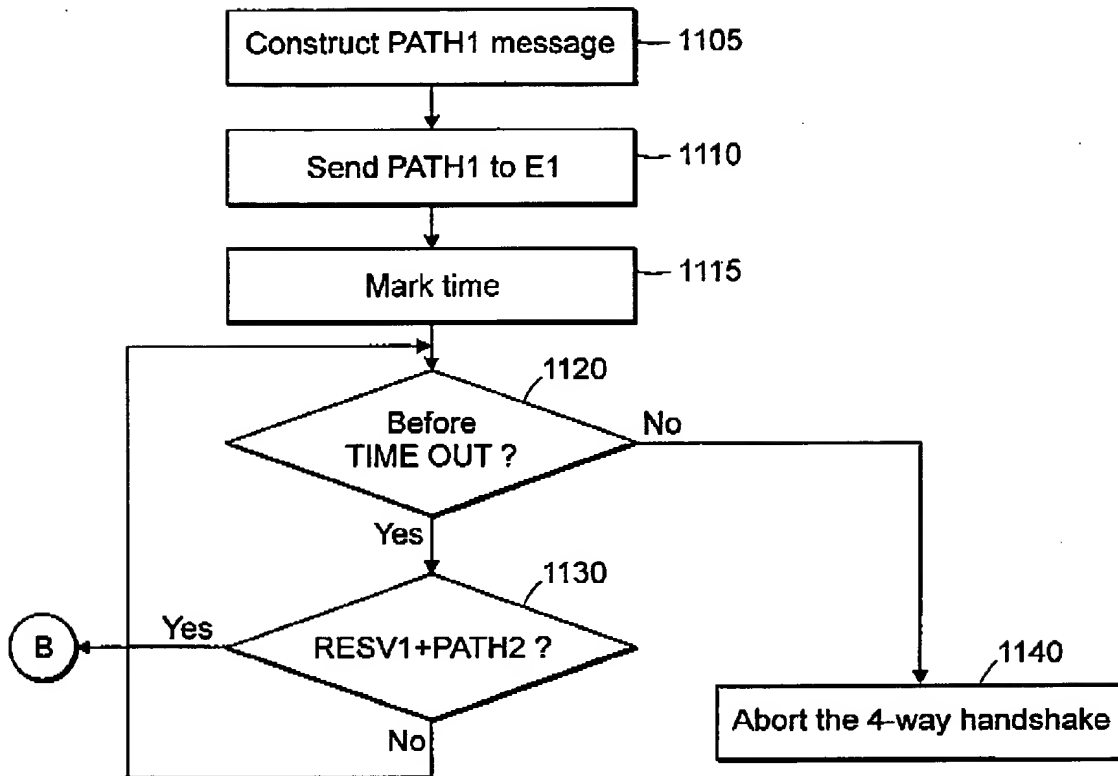 Construct PATH1 message
1105
Send PATH1 to E1
1110
Mark time
1115
1120
Before
TIME OUT ?
No
Yes
1130
RESV1+PATH2 ?
Yes
B
No
1140
Abort the 4-way handshake